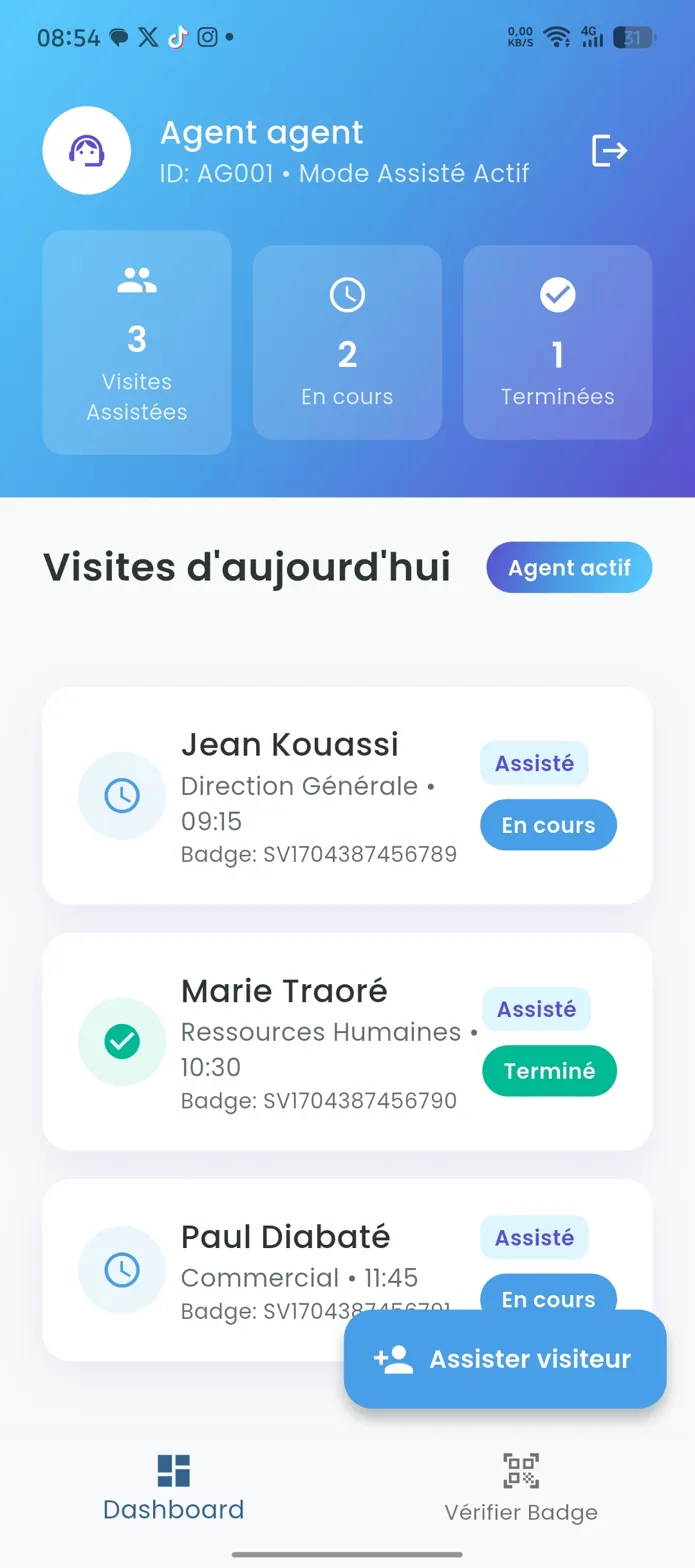 08:54
0,00
KB/S
4G
31
Agent agent
ID: AG001 • Mode Assisté Actif
3
Visites
Assistées
2
En cours
1
Terminées
Visites d'aujourd'hui
Agent actif
Jean Kouassi
Direction Générale •
09:15
Badge: SV1704387456789
Assisté
En cours
Marie Traoré
Ressources Humaines •
10:30
Badge: SV1704387456790
Assisté
Terminé
Paul Diabaté
Commercial • 11:45
Badge: SV1704387456791
Assisté
En cours
Assister visiteur
Dashboard
Vérifier Badge